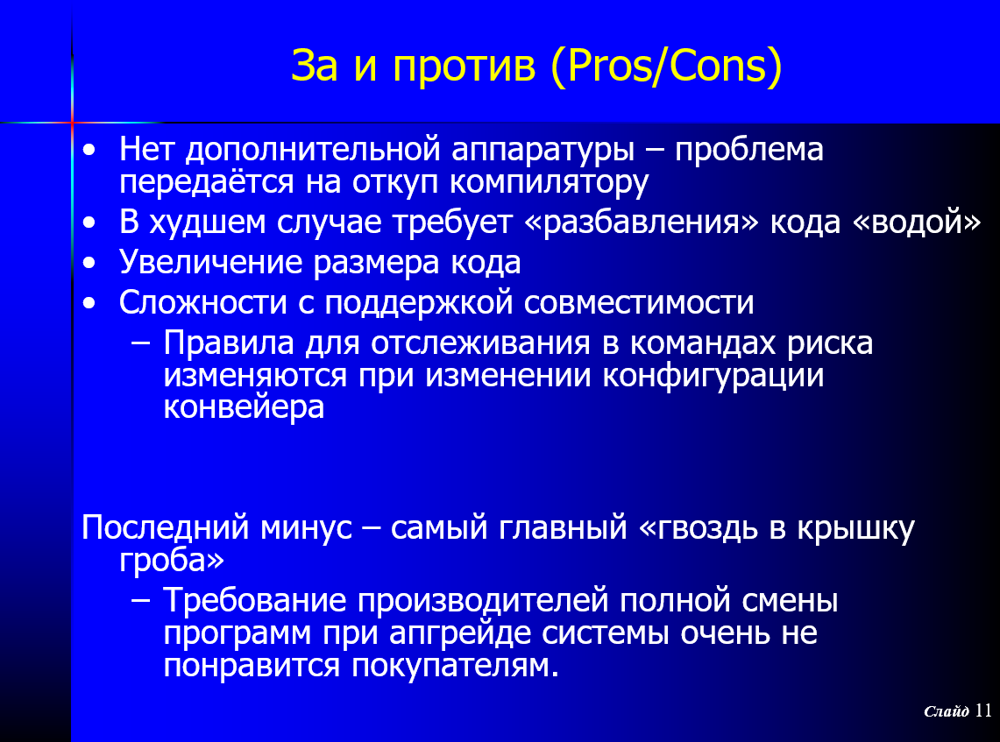 За и против (Pros/Cons)
• Нет дополнительной аппаратуры – проблема
передаётся на откуп компилятору
• В худшем случае требует «разбавления» кода «водой»
• Увеличение размера кода
• Сложности с поддержкой совместимости
– Правила для отслеживания в командах риска
изменяются при изменении конфигурации
конвейера
Последний минус – самый главный «гвоздь в крышку
гроба»
– Требование производителей полной смены
программ при апгрейде системы очень не
понравится покупателям.
Слайд 11